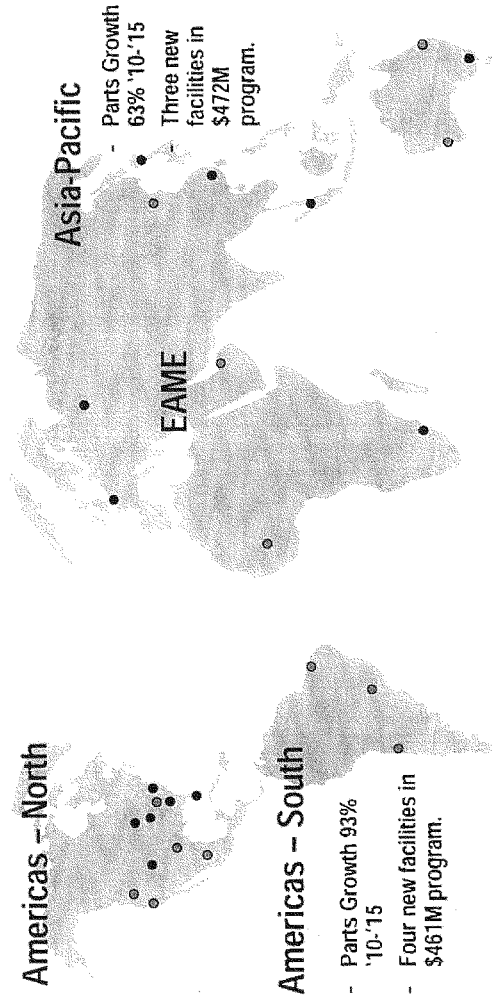 Americas – North
Americas – South
- Parts Growth 93%
'10-'15
- Four new facilities in
$461M program.
EAME
Asia-Pacific
- Parts Growth
63% '10-'15
- Three new
facilities in
$472M
program.